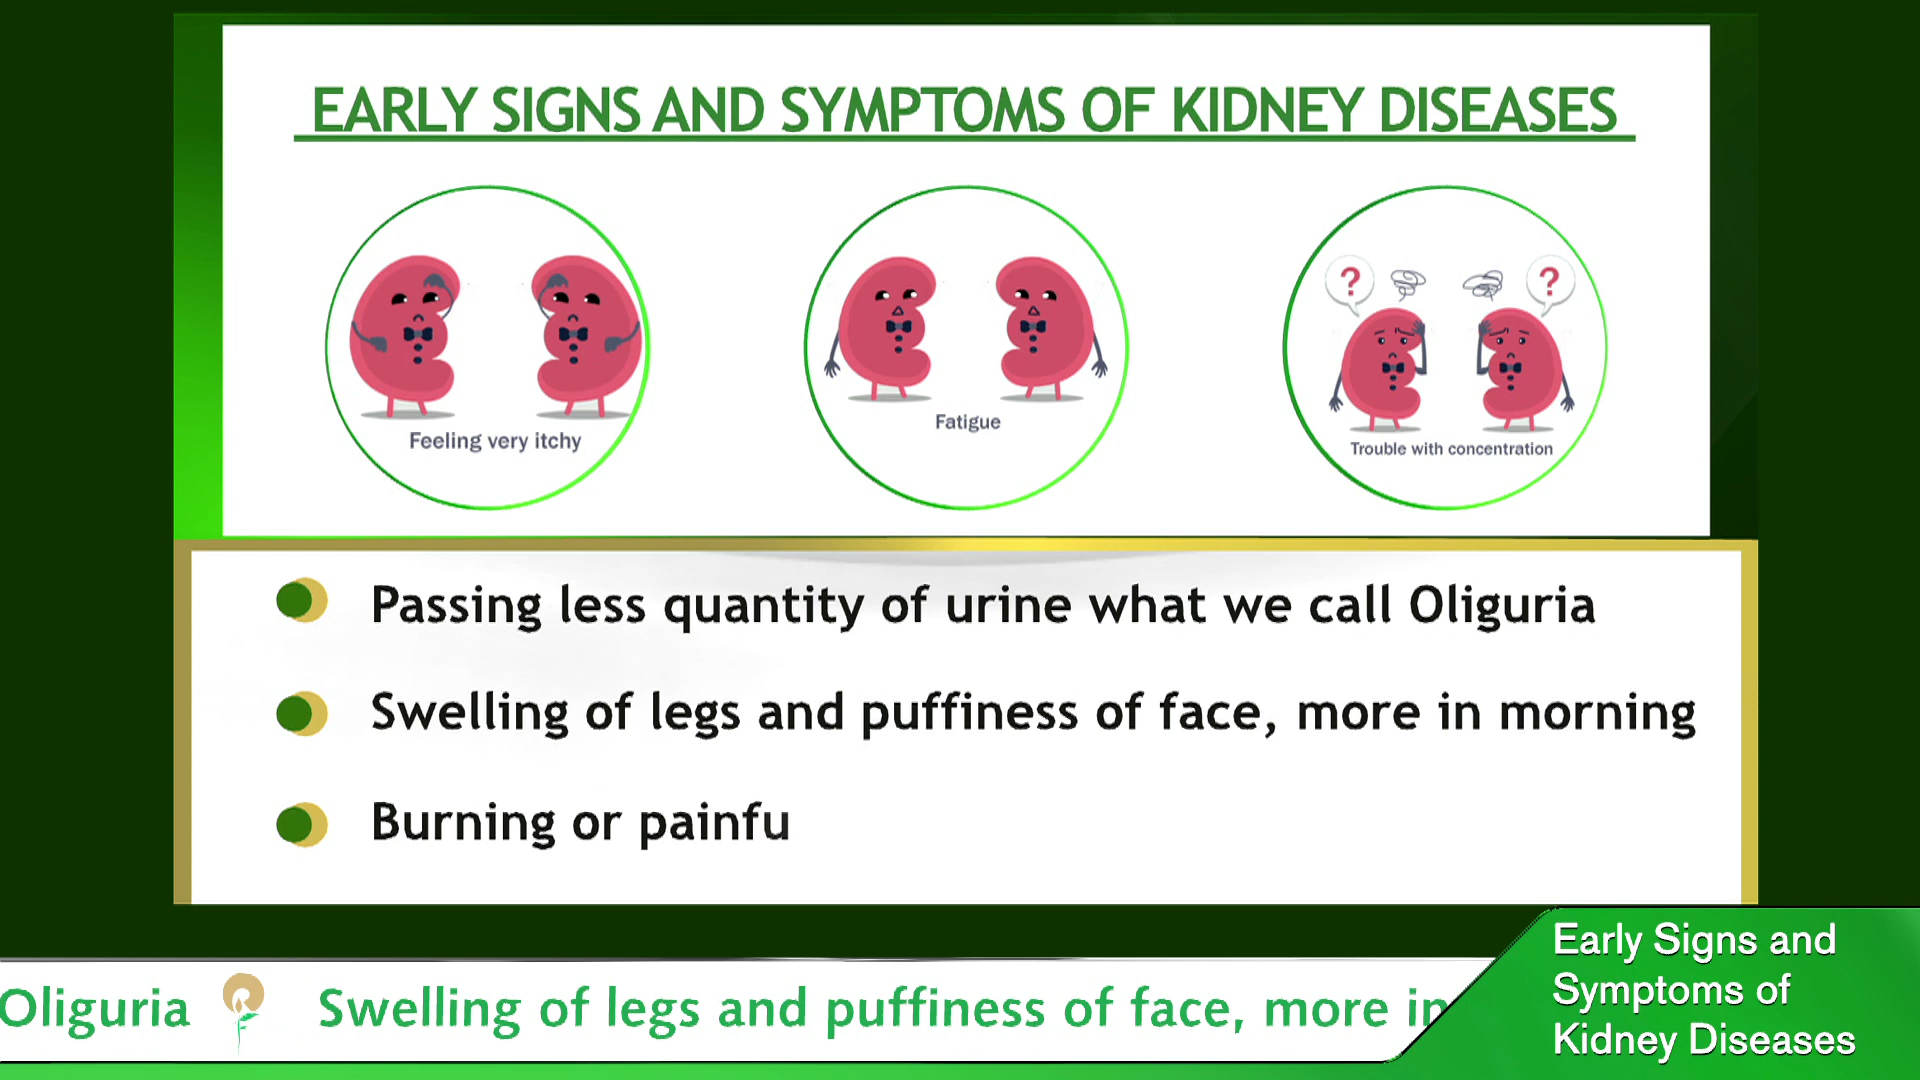 EARLY SIGNS AND SYMPTOMS OF KIDNEY DISEASES
?
?
Feeling very itchy
Fatigue
Trouble with concentration
Passing less quantity of urine what we call Oliguria
Swelling of legs and puffiness of face, more in morning
Burning or painfu
Oliguria Swelling of legs and puffiness of face, more in
Early Signs and
Symptoms of
Kidney Diseases